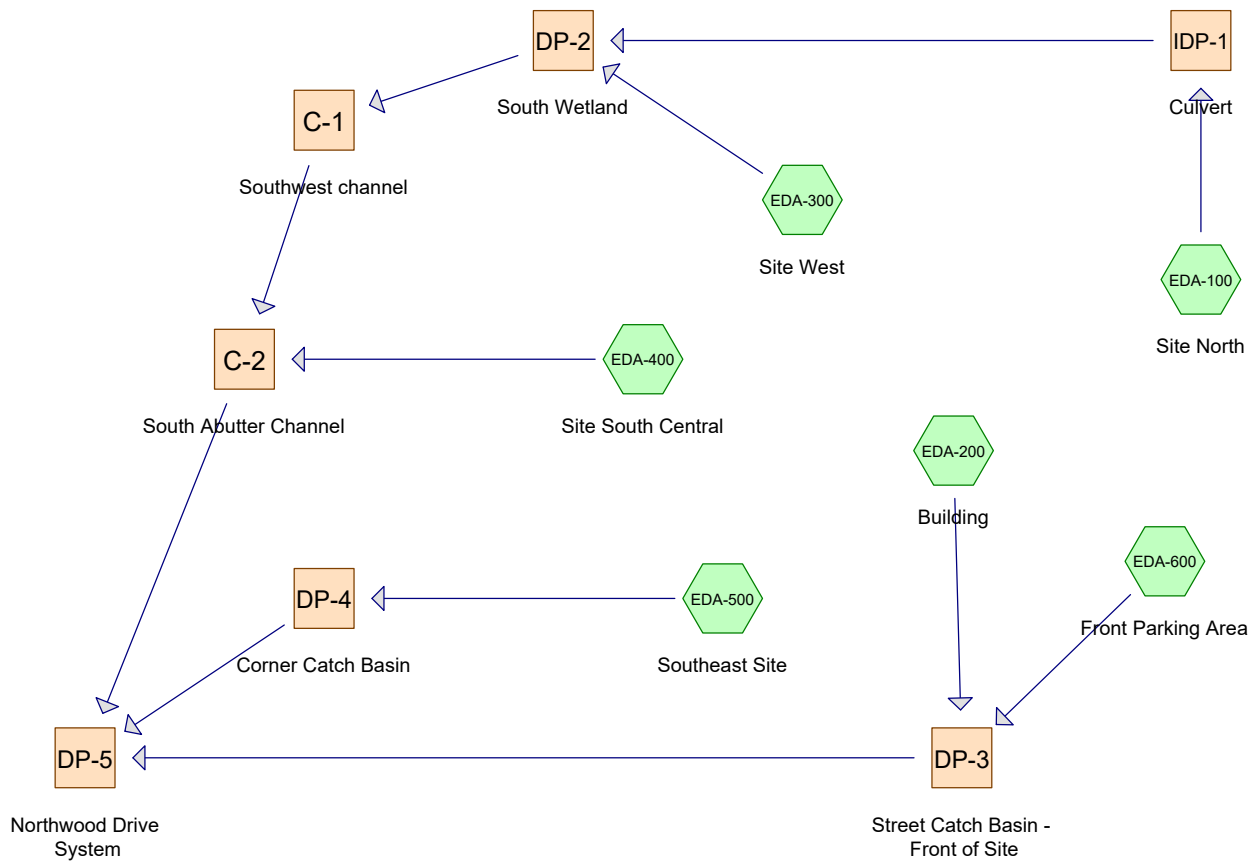 DP-2
South Wetland
IDP-1
Culvert
C-1
Southwest channel
EDA-300
Site West
EDA-100
Site North
C-2
South Abutter Channel
EDA-400
Site South Central
EDA-200
Building
EDA-600
Front Parking Area
DP-4
Corner Catch Basin
EDA-500
Southeast Site
DP-5
Northwood Drive
System
DP-3
Street Catch Basin -
Front of Site